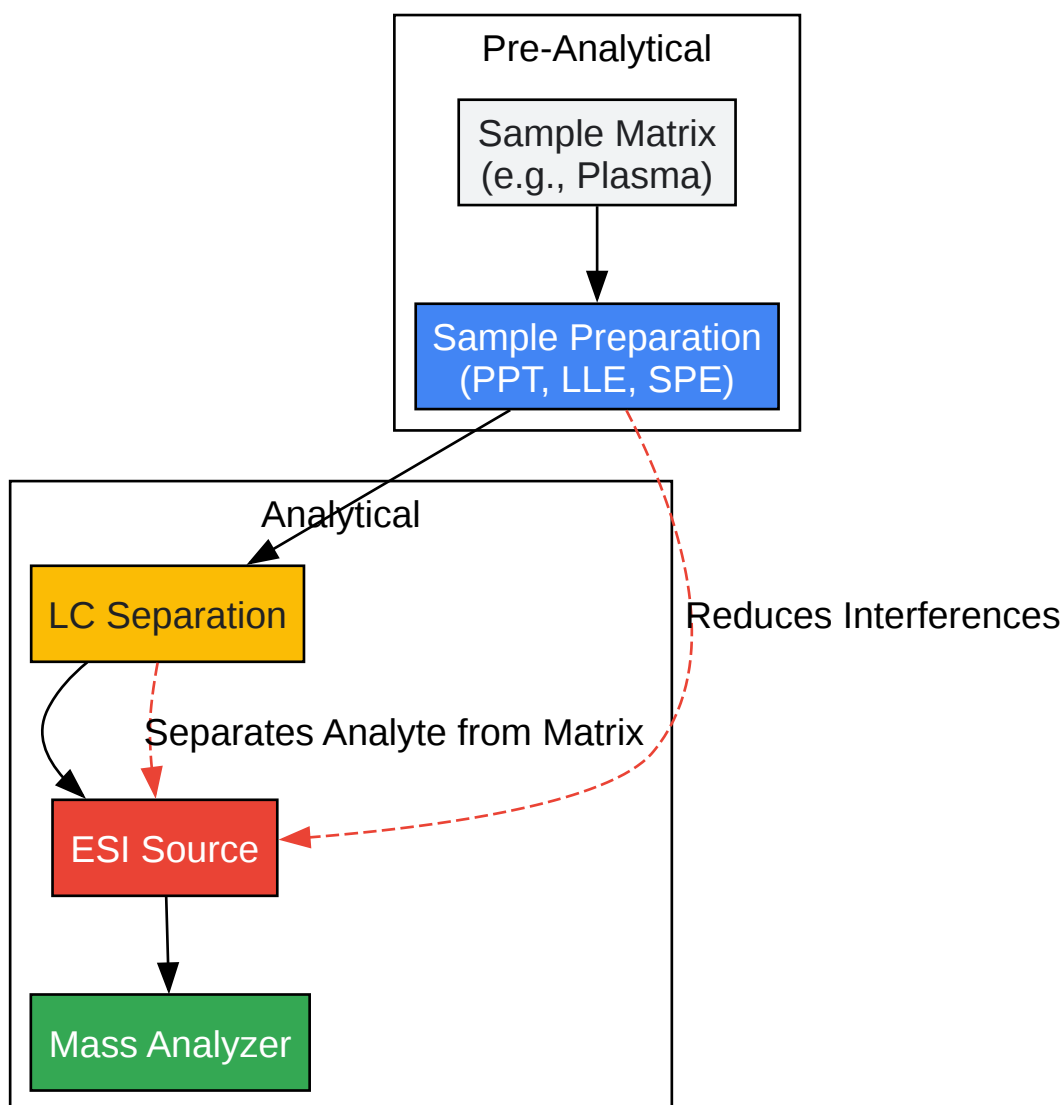 Pre-Analytical
Sample Matrix
(e.g., Plasma)
Sample Preparation
(PPT, LLE, SPE)
Analytical
LC Separation
Reduces Interferences
Separates Analyte from Matrix
ESI Source
Mass Analyzer